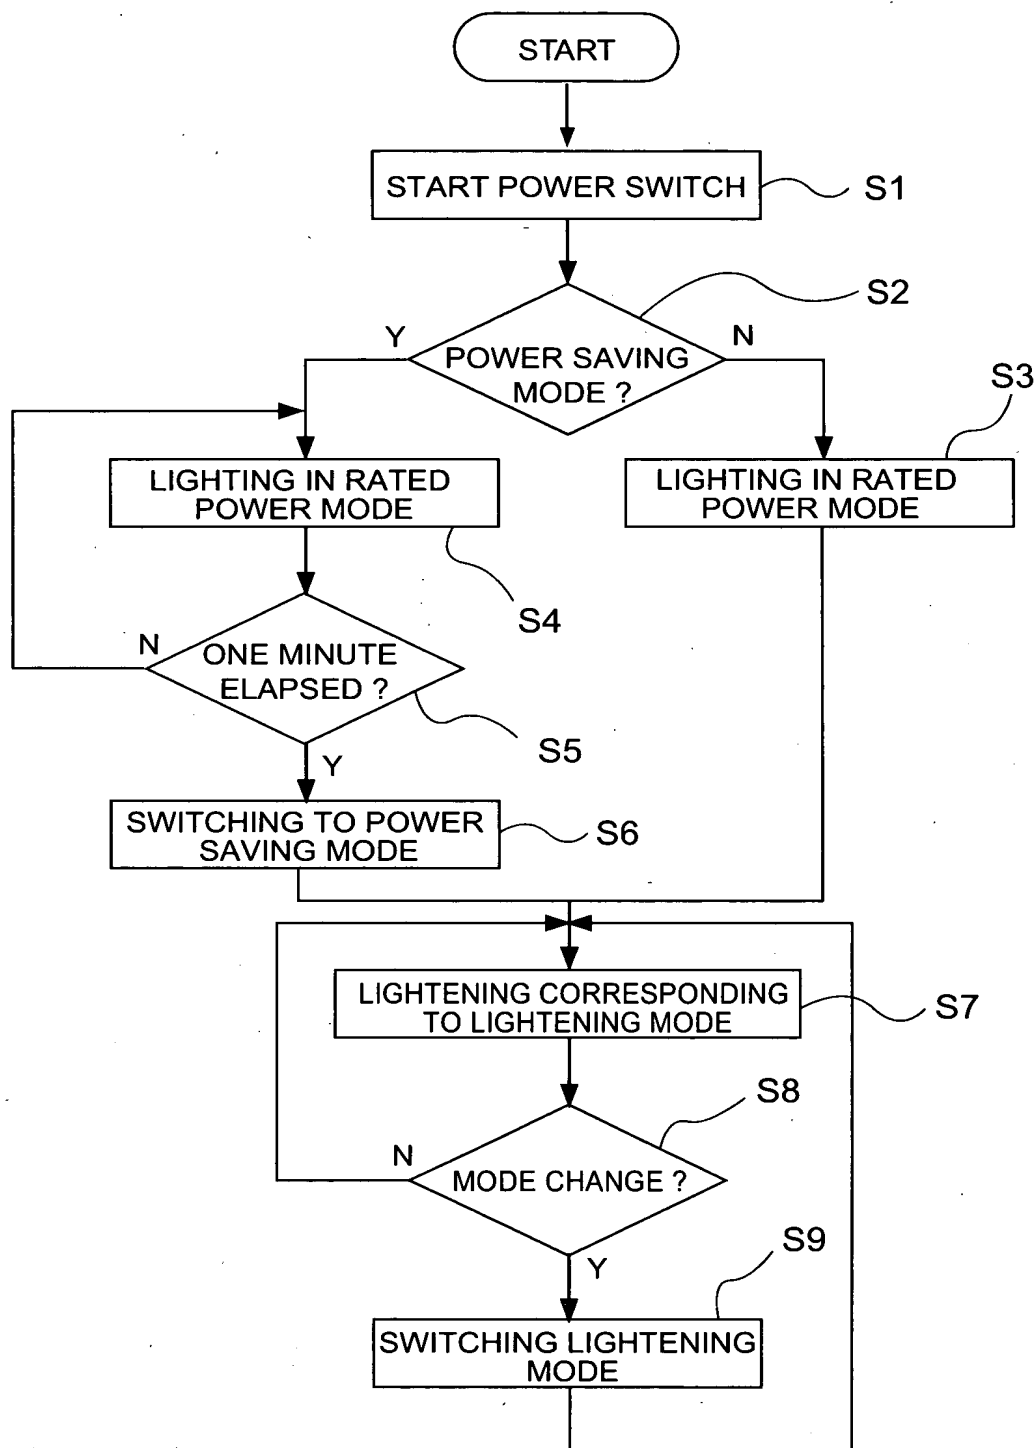 START
START POWER SWITCH
S1
S2
Y
N
POWER SAVING
MODE ?
S3
LIGHTING IN RATED
POWER MODE
LIGHTING IN RATED
POWER MODE
S4
N
ONE MINUTE
ELAPSED ?
S5
Y
SWITCHING TO POWER
SAVING MODE
S6
LIGHTENING CORRESPONDING
TO LIGHTENING MODE
S7
S8
N
MODE CHANGE ?
S9
Y
SWITCHING LIGHTENING
MODE